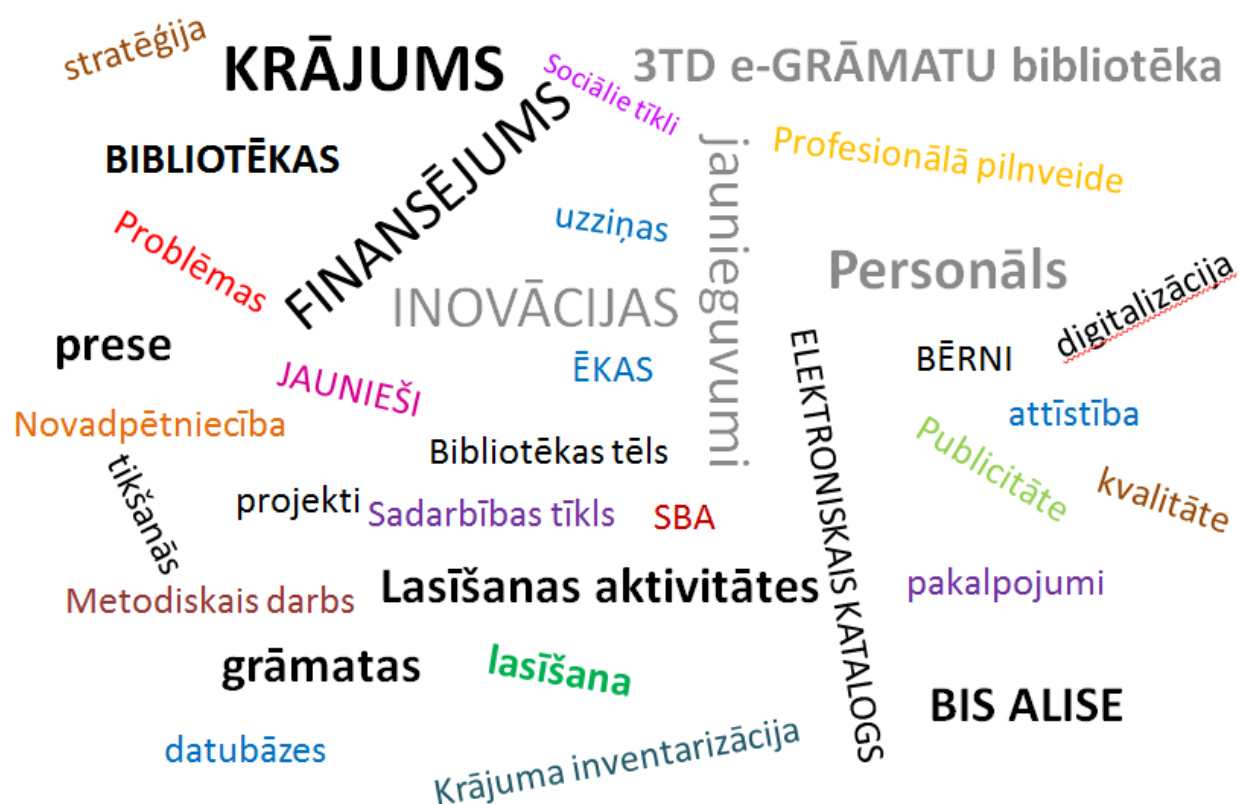 stratēģija
KRĀJUMS
Sociālie tīkli
3TD e-GRĀMATU bibliotēka
BIBLIOTĒKAS
FINANSĒJUMS
jaunieguvumi
Profesionālā pilnveide
Problēmas
uzziņas
INOVĀCIJAS
Personāls
digitalizācija
prese
JAUNIEŠI
ĒKAS
ELEKTRONISKAIS KATALOGS
BĒRNI
Novadpētniecība
attīstība
Bibliotēkas tēls
Publicitāte
tikšanās
projekti
Sadarbības tīkls
SBA
kvalitāte
Metodiskais darbs
Lasīšanas aktivitātes
pakalpojumi
grāmatas
lasīšana
BIS ALISE
datubāzes
Krājuma inventarizācija